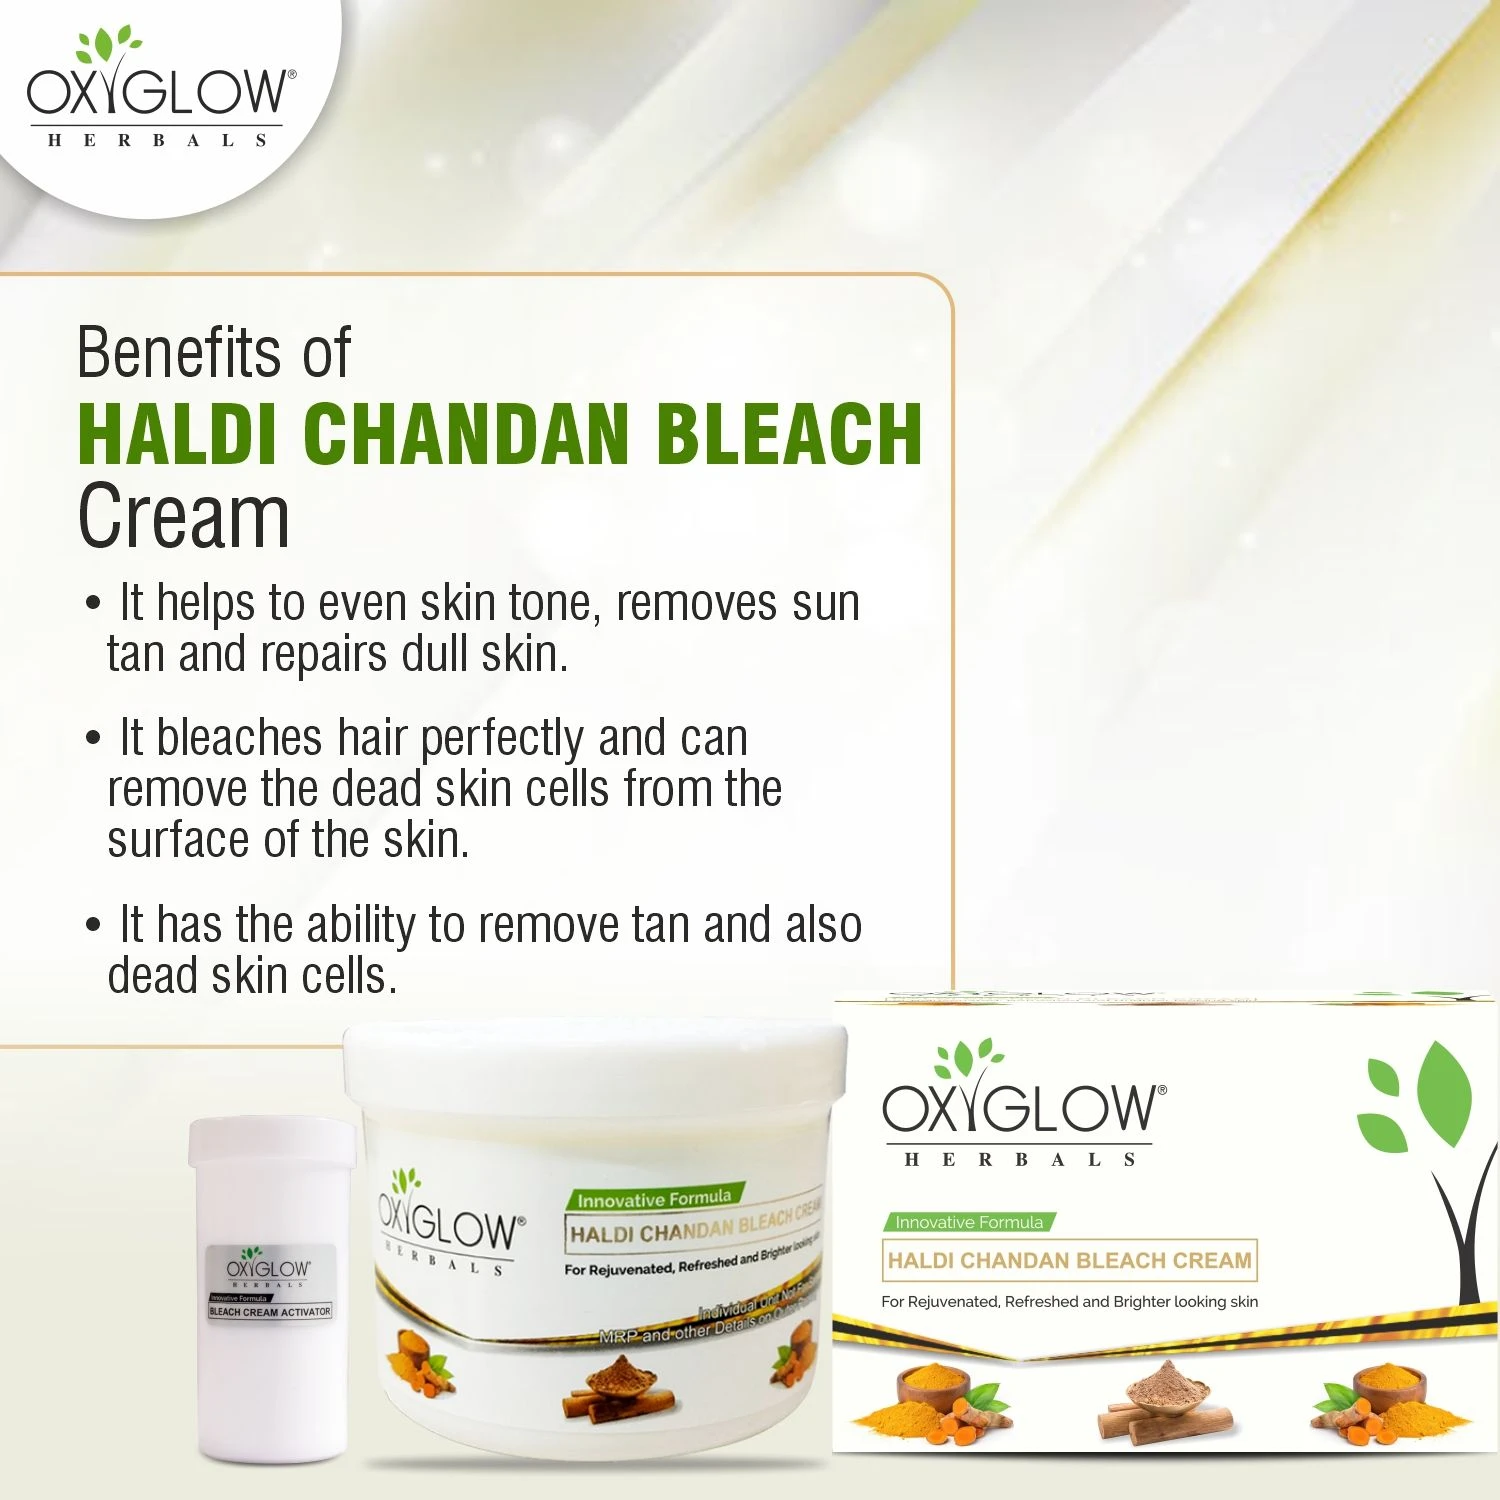 OXYGLOW®
HERBALS
Benefits of
HALDI CHANDAN BLEACH
Cream
• It helps to even skin tone, removes sun
tan and repairs dull skin.
• It bleaches hair perfectly and can
remove the dead skin cells from the
surface of the skin.
• It has the ability to remove tan and also
dead skin cells.
OXYGLOW®
HERBALS
Innovative Formula
BLEACH CREAM ACTIVATOR
OXYGLOW®
HERBALS
Innovative Formula
HALDI CHANDAN BLEACH CREAM
For Rejuvenated, Refreshed and Brighter looking
Individual Unit Not
MRP and other Details on
OXYGLOW®
HERBALS
Innovative Formula
HALDI CHANDAN BLEACH CREAM
For Rejuvenated, Refreshed and Brighter looking skin